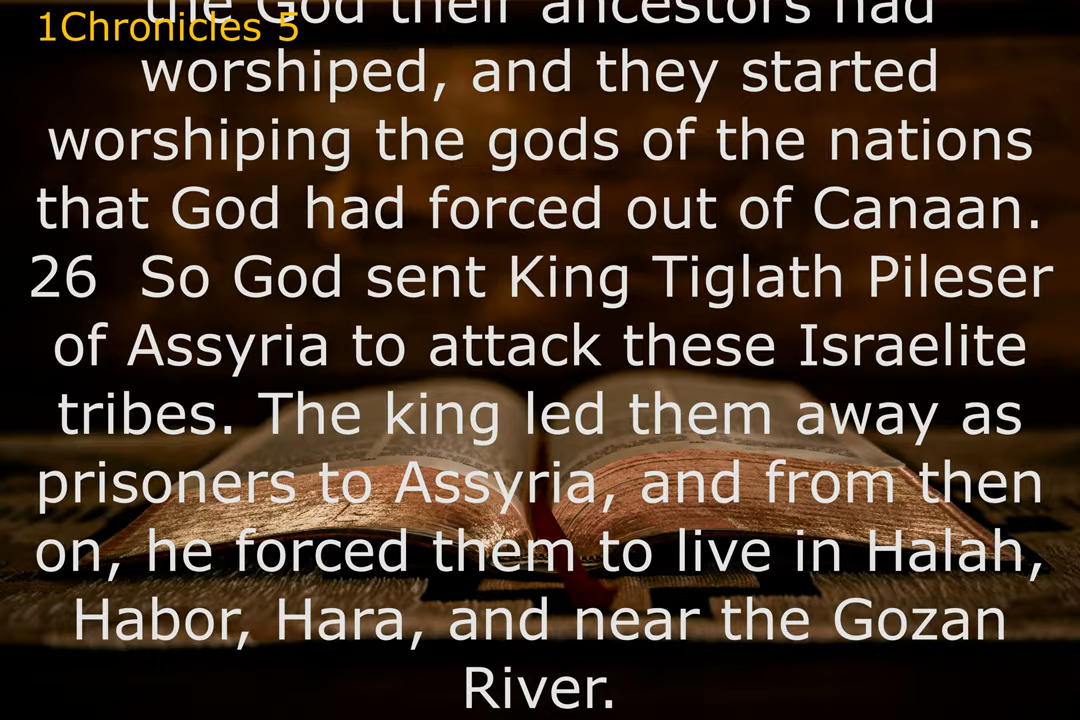 the God their ancestors had
1Chronicles 5
worshiped, and they started
worshiping the gods of the nations
that God had forced out of Canaan.
26  So God sent King Tiglath Pileser
of Assyria to attack these Israelite
tribes. The king led them away as
prisoners to Assyria, and from then
on, he forced them to live in Halah,
Habor, Hara, and near the Gozan
River.